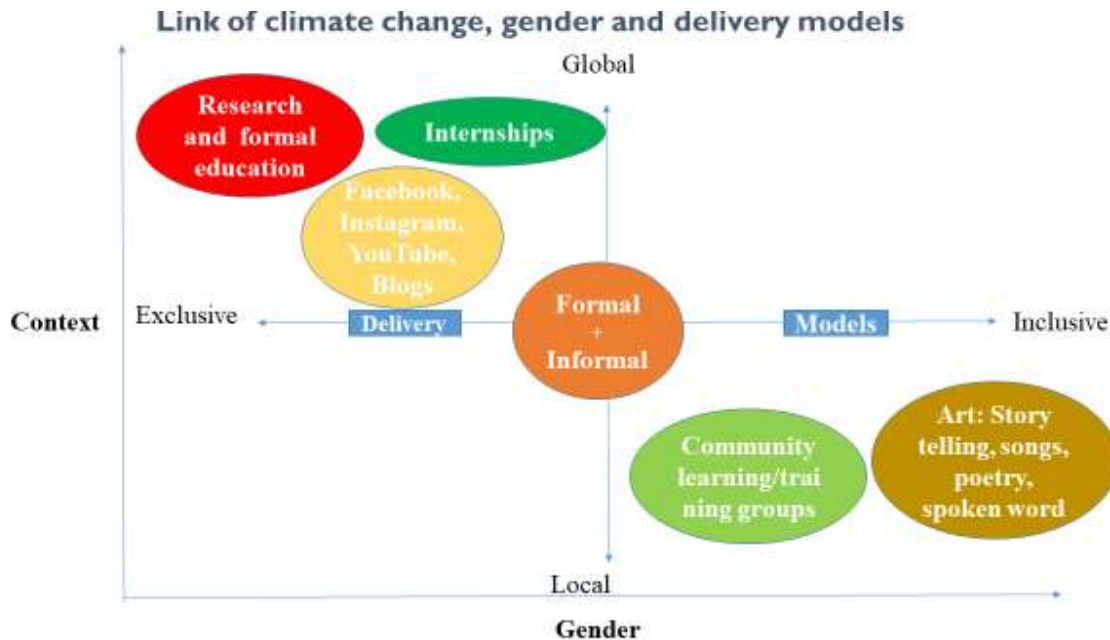 Link of climate change, gender and delivery models
Global
Research
and formal
education
Internships
Facebook,
Instagram,
YouTube,
Blogs
Context
Exclusive
Delivery
Formal
+
Informal
Models
Inclusive
Community
learning/trai
ning groups
Art: Story
telling, songs,
poetry,
spoken word
Local
Gender